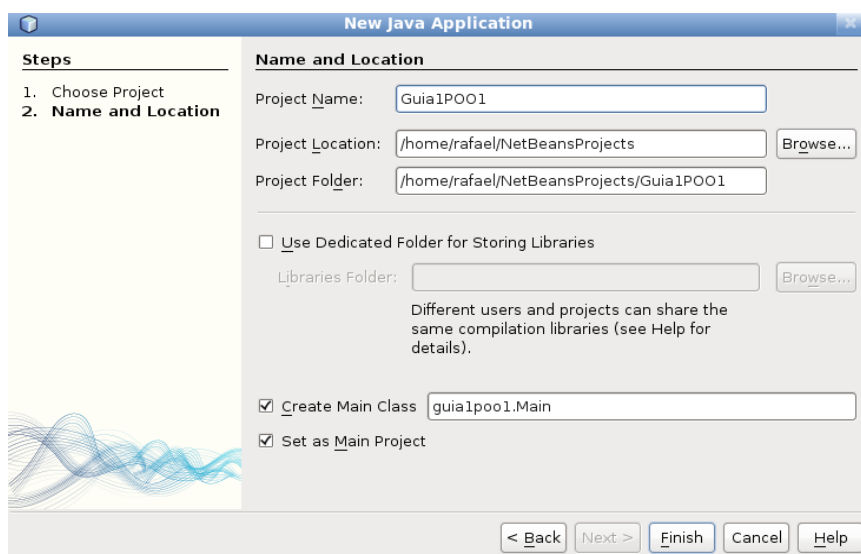 New Java Application
Steps
1. Choose Project
2. Name and Location
Name and Location
Project Name: Guia1POO1
Project Location: /home/rafael/NetBeansProjects Browse...
Project Folder: /home/rafael/NetBeansProjects/Guia1POO1
Use Dedicated Folder for Storing Libraries
Libraries Folder: Browse...
Different users and projects can share the
same compilation libraries (see Help for
details).
Create Main Class guia1poo1.Main
Set as Main Project
< Back Next > Finish Cancel Help